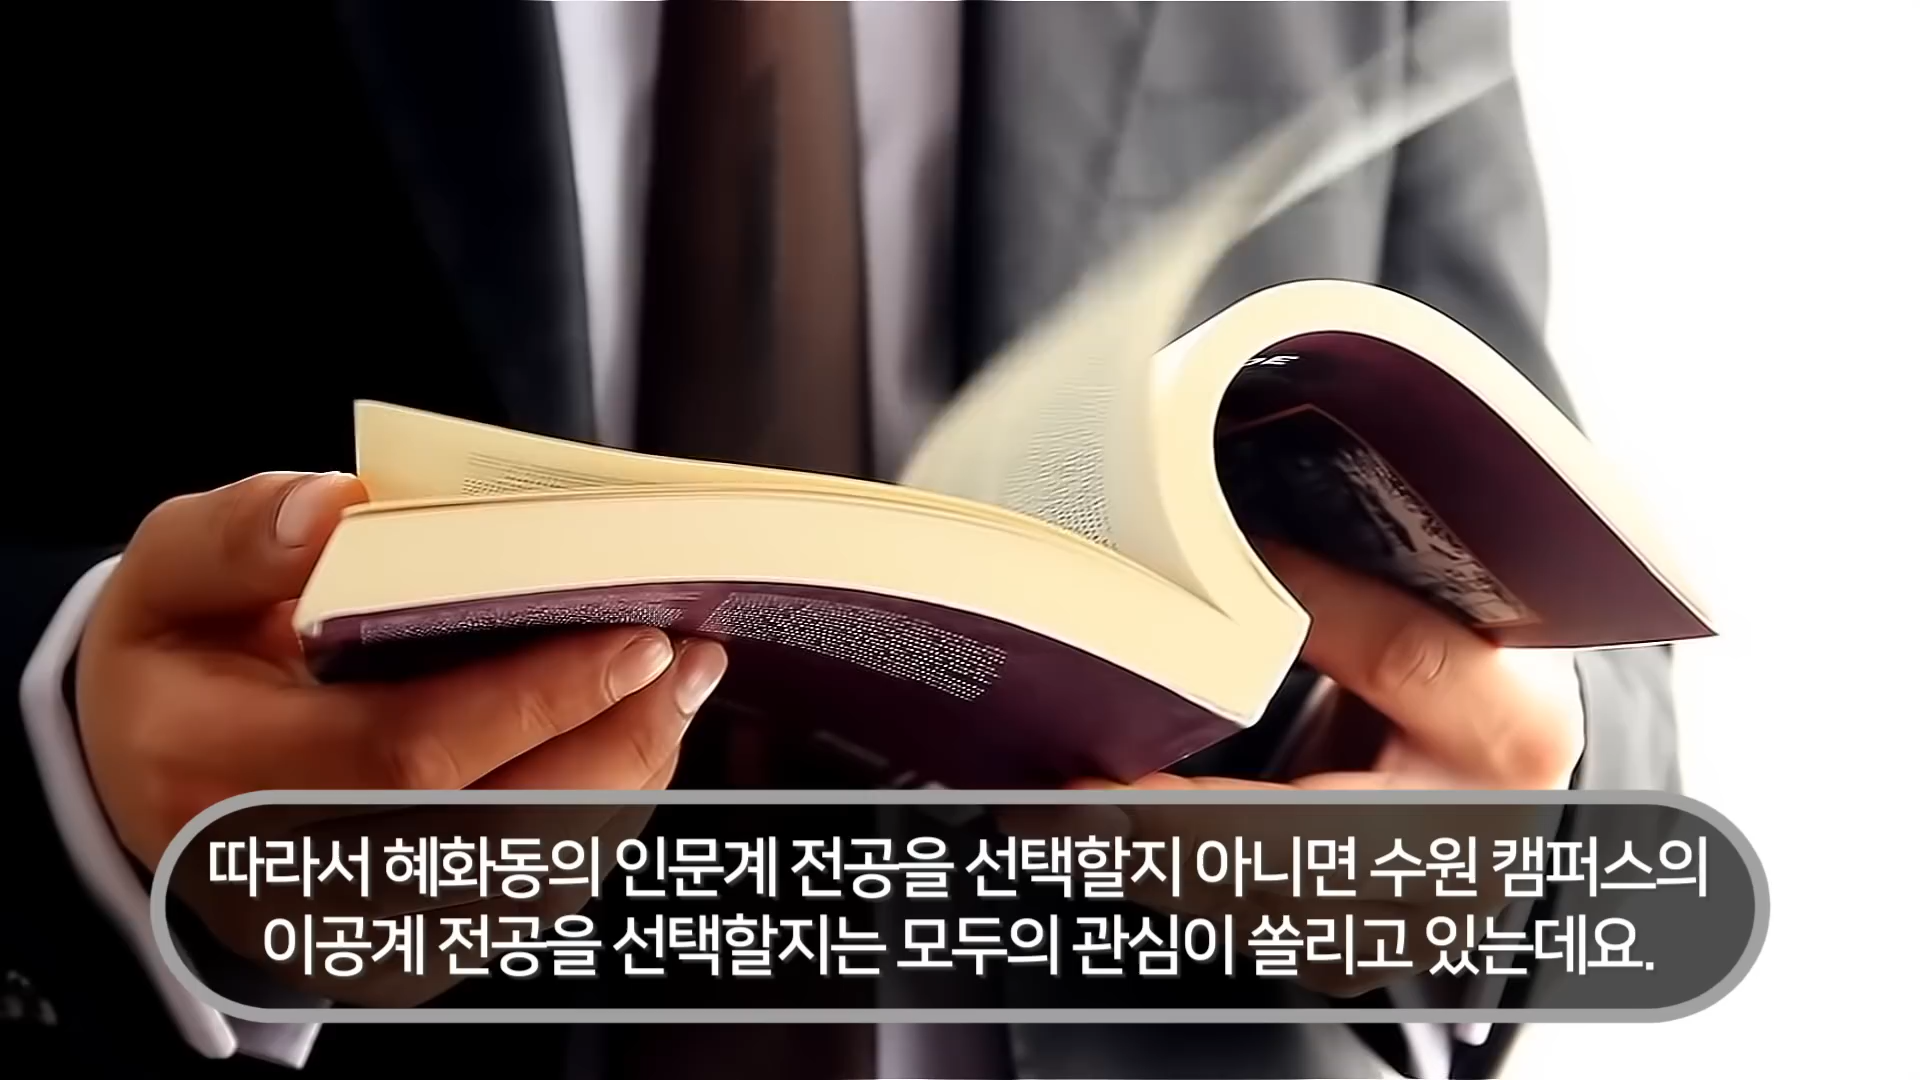 따라서 혜화동의 인문계 전공을 선택할지 아니면 수원 캠퍼스의
이공계 전공을 선택할지는 모두의 관심이 쏠리고 있는데요.